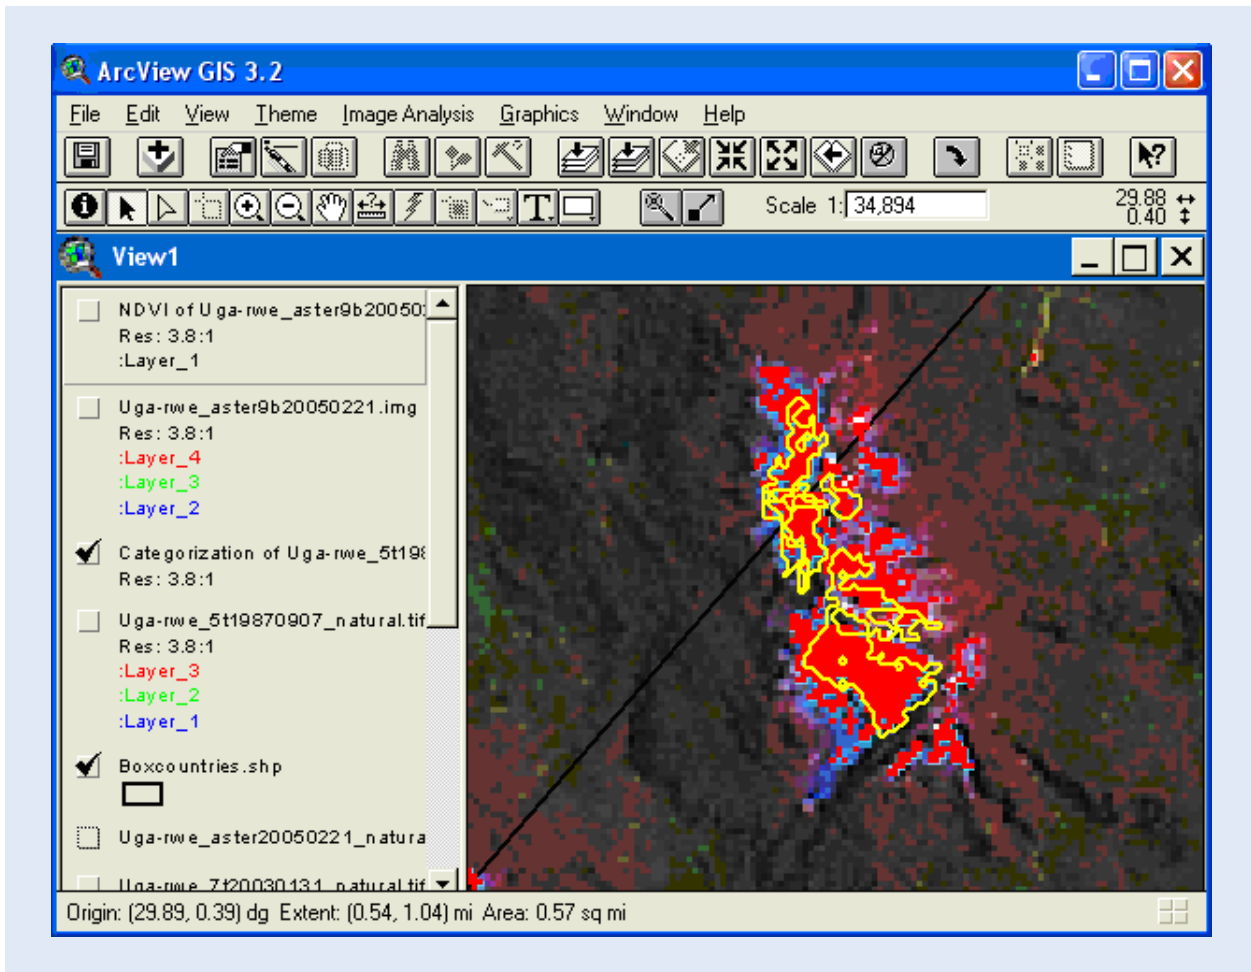 ArcView GIS 3.2
File Edit View Theme Image Analysis Graphics Window Help
Scale 1: 34,894
29.88
0.40
View1
NDVI of Uga-rwe_aster9b20050
Res: 3.8:1
:Layer_1
Uga-rwe_aster9b20050221.img
Res: 3.8:1
:Layer_4
:Layer_3
:Layer_2
Categorization of Uga-rwe_5t198
Res: 3.8:1
Uga-rwe_5t19870907_natural.tif
Res: 3.8:1
:Layer_3
:Layer_2
:Layer_1
Boxcountries.shp
Uga-rwe_aster20050221_natura
Uga-rwe_7t20030131_natural.tif
Origin: (29.89, 0.39) dg Extent: (0.54, 1.04) mi Area: 0.57 sq mi